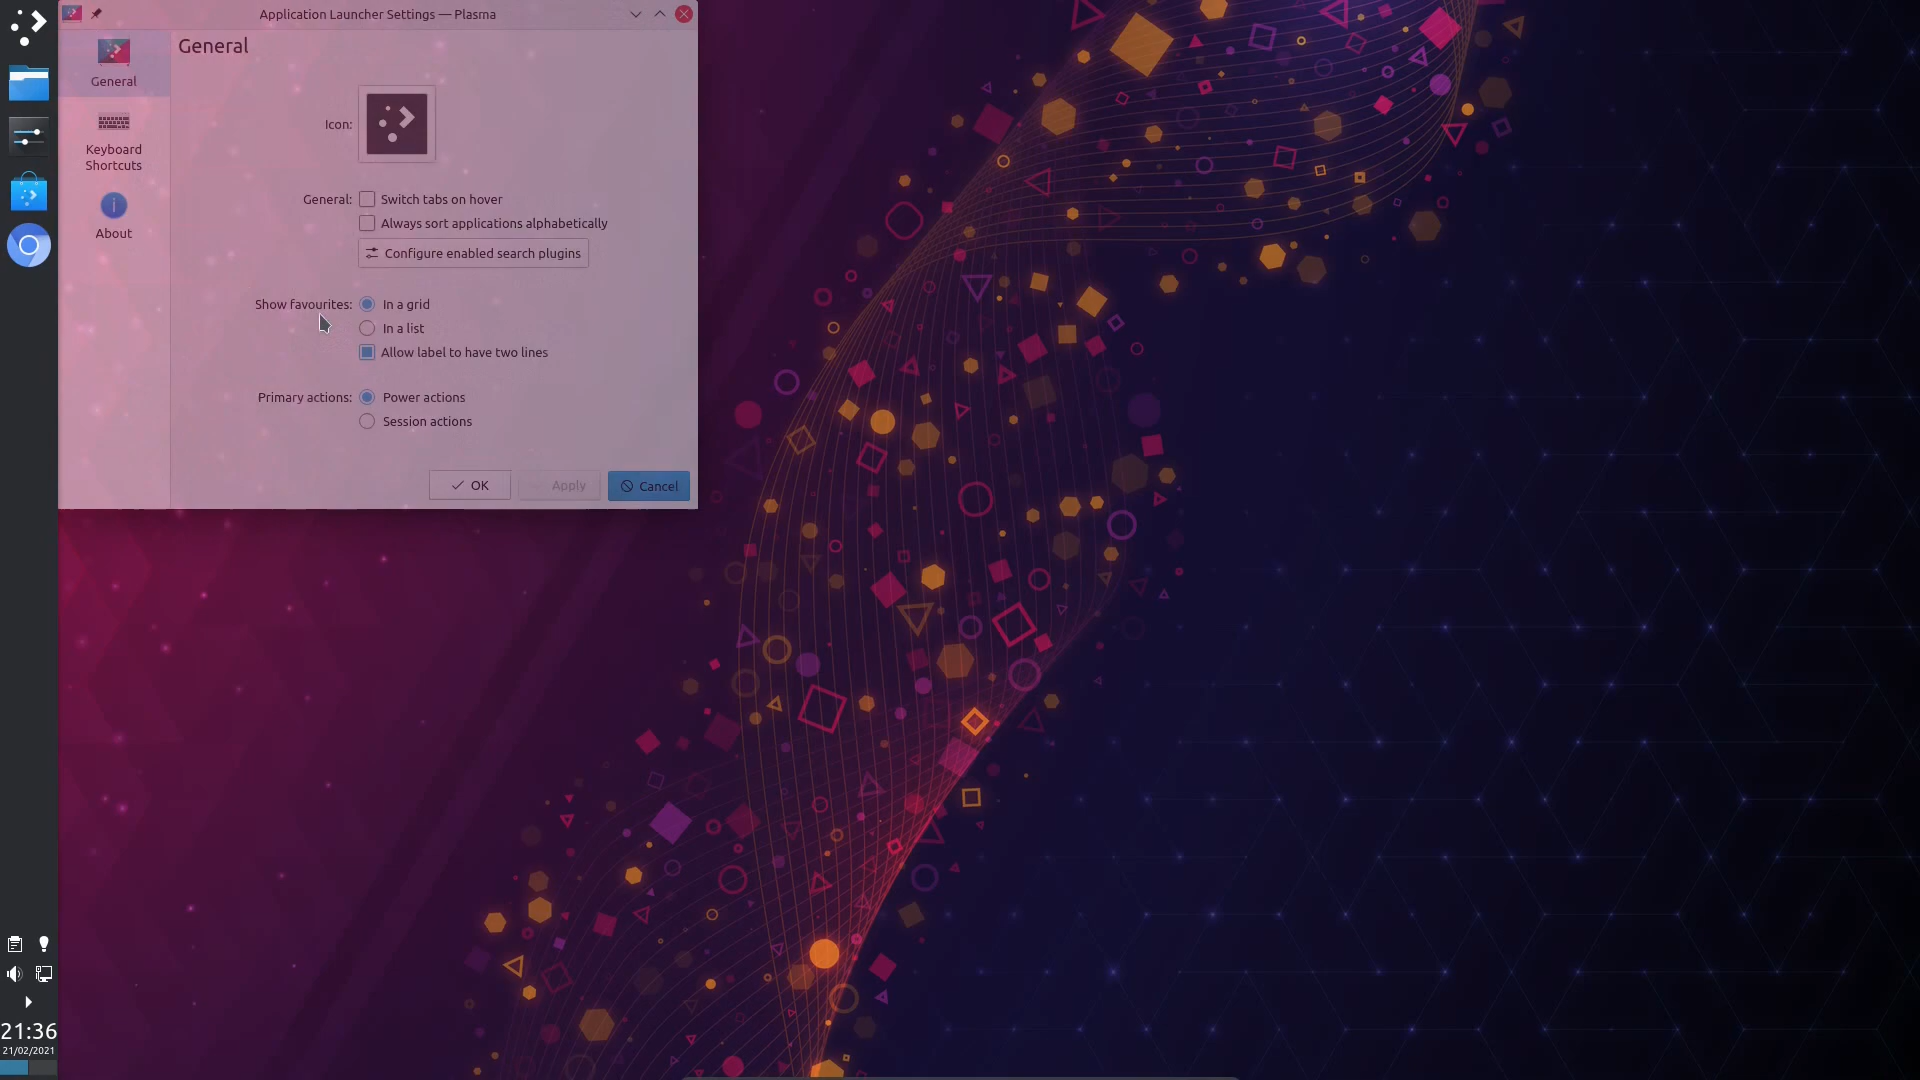 Application Launcher Settings — Plasma
General
General
Keyboard
Shortcuts
About
Icon:
General: Switch tabs on hover
Always sort applications alphabetically
Configure enabled search plugins
Show favourites: In a grid
In a list
Allow label to have two lines
Primary actions: Power actions
Session actions
OK Apply Cancel
21:36
21/02/2021